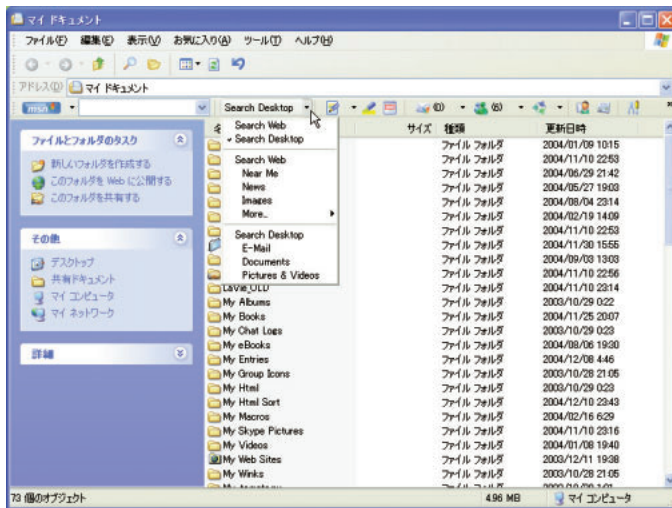 マイ ドキュメント
ファイル(F) 編集(E) 表示(V) お気に入り(A) ツール(T) ヘルプ(H)
アドレス(D) マイ ドキュメント
msn Search Desktop (0) (6)
サイズ 種類 更新日時
Search Web
Search Desktop
Search Web
Near Me
News
Images
More...
Search Desktop
E-Mail
Documents
Pictures & Videos
ファイルとフォルダのタスク
新しいフォルダを作成する
このフォルダを Web に公開する
このフォルダを共有する
その他
デスクトップ
共有ドキュメント
マイ コンピュータ
マイ ネットワーク
詳細
ファイル フォルダ 2004/01/09 10:15
ファイル フォルダ 2004/11/10 22:53
ファイル フォルダ 2004/06/29 21:42
ファイル フォルダ 2004/05/27 19:03
ファイル フォルダ 2004/08/04 23:14
ファイル フォルダ 2004/02/19 14:09
ファイル フォルダ 2004/11/10 22:53
ファイル フォルダ 2004/11/30 15:55
ファイル フォルダ 2004/09/03 13:03
ファイル フォルダ 2004/11/10 22:56
LaVie_OLD ファイル フォルダ 2004/11/10 23:14
My Albums ファイル フォルダ 2003/10/29 0:22
My Books ファイル フォルダ 2004/11/25 20:07
My Chat Logs ファイル フォルダ 2003/10/29 0:23
My eBooks ファイル フォルダ 2004/08/06 19:30
My Entries ファイル フォルダ 2004/12/08 4:46
My Group Icons ファイル フォルダ 2003/10/28 21:05
My Html ファイル フォルダ 2003/10/29 0:23
My Html Sort ファイル フォルダ 2004/12/10 23:43
My Macros ファイル フォルダ 2004/02/16 6:29
My Skype Pictures ファイル フォルダ 2004/11/10 23:16
My Videos ファイル フォルダ 2004/01/08 19:40
My Web Sites ファイル フォルダ 2003/12/11 19:38
My Winks ファイル フォルダ 2003/10/28 21:05
73 個のオブジェクト 4.96 MB マイ コンピュータ